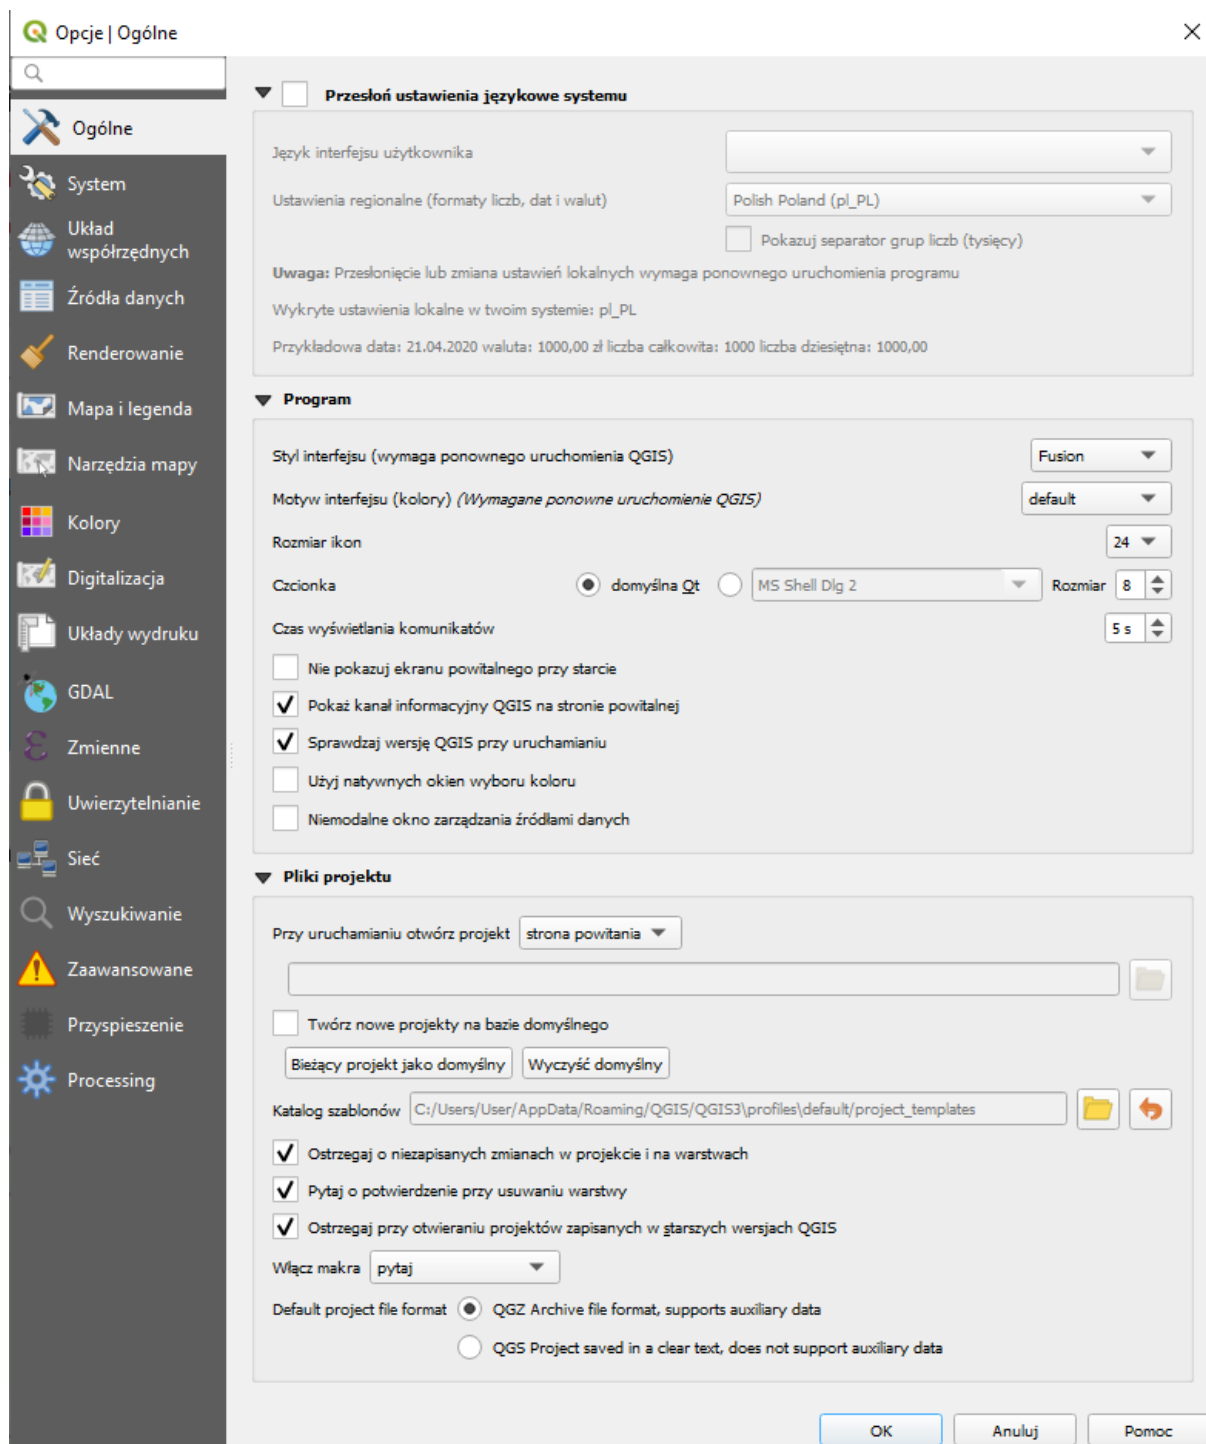 Opcje | Ogólne
Ogólne
System
Układ
współrzędnych
Źródła danych
Renderowanie
Mapa i legenda
Narzędzia mapy
Kolory
Digitalizacja
Układy wydruku
GDAL
Zmienne
Uwierzytelnianie
Sieć
Wyszukiwanie
Zaawansowane
Przyspieszenie
Processing
Przesłoń ustawienia językowe systemu
Język interfejsu użytkownika
Ustawienia regionalne (formaty liczb, dat i walut) Polish Poland (pl_PL)
Pokazuj separator grup liczb (tysięcy)
Uwaga: Przesłonięcie lub zmiana ustawień lokalnych wymaga ponownego uruchomienia programu
Wykryte ustawienia lokalne w twoim systemie: pl_PL
Przykładowa data: 21.04.2020 waluta: 1000,00 zł liczba całkowita: 1000 liczba dziesiętna: 1000,00
Program
Styl interfejsu (wymaga ponownego uruchomienia QGIS) Fusion
Motyw interfejsu (kolory) (Wymagane ponowne uruchomienie QGIS) default
Rozmiar ikon 24
Czcionka domyślna Qt MS Shell Dlg 2 Rozmiar 8
Czas wyświetlania komunikatów 5 s
Nie pokazuj ekranu powitalnego przy starcie
Pokaż kanał informacyjny QGIS na stronie powitalnej
Sprawdzaj wersję QGIS przy uruchamianiu
Użyj natywnych okien wyboru koloru
Niemodalne okno zarządzania źródłami danych
Pliki projektu
Przy uruchamianiu otwórz projekt strona powitania
Twórz nowe projekty na bazie domyślnego
Bieżący projekt jako domyślny Wyczyść domyślny
Katalog szablonów C:/Users/User/AppData/Roaming/QGIS/QGIS3\profiles\default/project_templates
Ostrzegaj o niezapisanych zmianach w projekcie i na warstwach
Pytaj o potwierdzenie przy usuwaniu warstwy
Ostrzegaj przy otwieraniu projektów zapisanych w starszych wersjach QGIS
Włącz makra pytaj
Default project file format QGZ Archive file format, supports auxiliary data
QGS Project saved in a clear text, does not support auxiliary data
OK Anuluj Pomoc